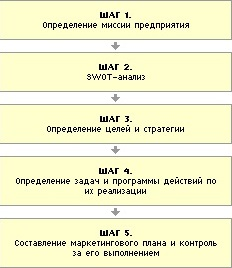 ШАГ 1.
Определение миссии предприятия
ШАГ 2.
SWOT-анализ
ШАГ 3.
Определение целей и стратегии
ШАГ 4.
Определение задач и программы действий по
их реализации
ШАГ 5.
Составление маркетингового плана и контроль
за его выполнением